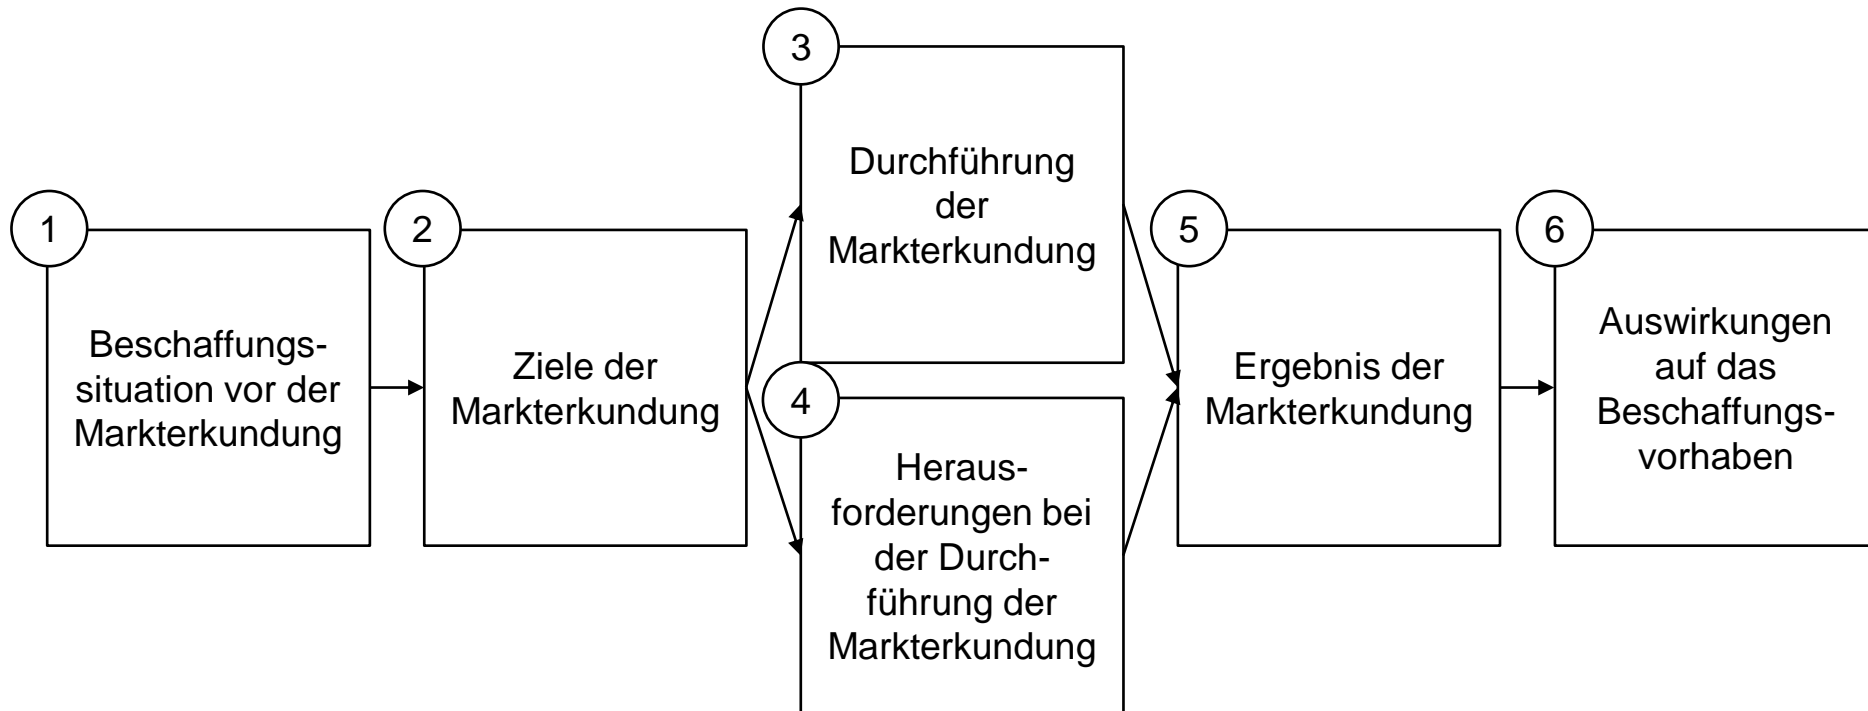 1
Beschaffungs-
situation vor der
Markterkundung
2
Ziele der
Markterkundung
3
Durchführung
der
Markterkundung
4
Heraus-
forderungen bei
der Durch-
führung der
Markterkundung
5
Ergebnis der
Markterkundung
6
Auswirkungen
auf das
Beschaffungs-
vorhaben